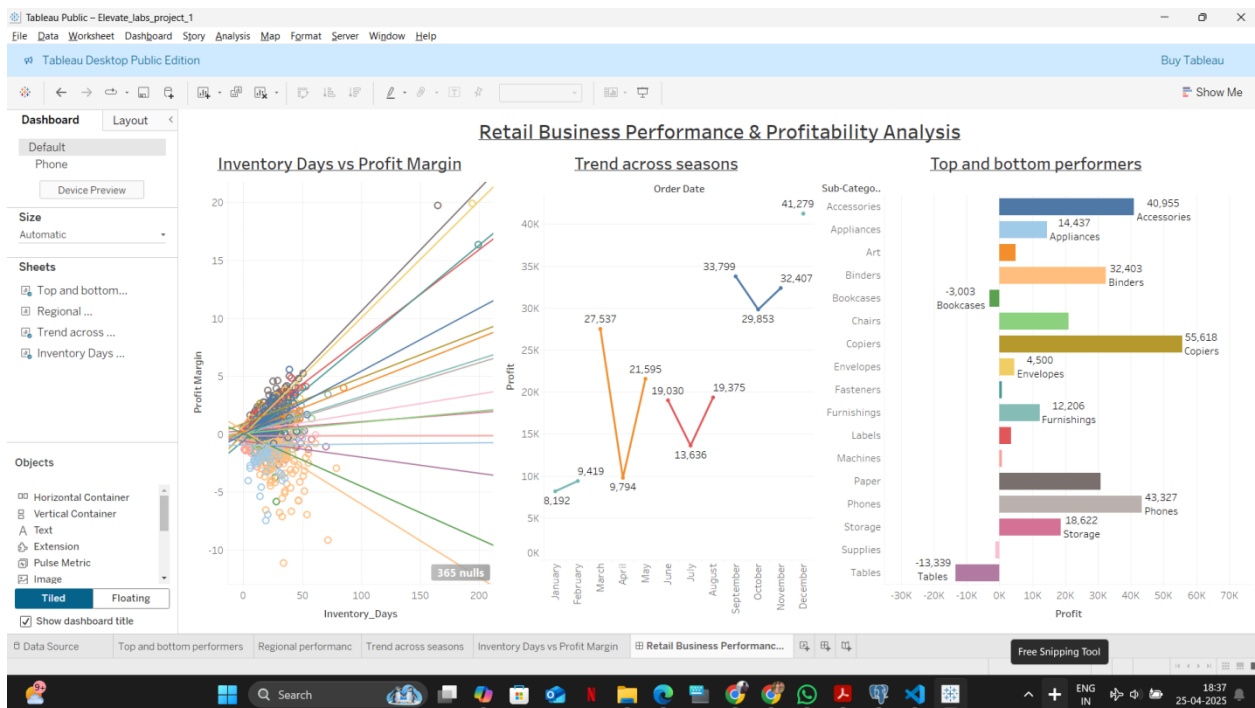 Tableau Public – Elevate_labs_project_1
File Data Worksheet Dashboard Story Analysis Map Format Server Window Help
Tableau Desktop Public Edition
Buy Tableau
Show Me
Dashboard
Layout
Default
Phone
Device Preview
Size
Automatic
Sheets
Top and bottom...
Regional ...
Trend across ...
Inventory Days ...
Objects
Horizontal Container
Vertical Container
Text
Extension
Pulse Metric
Image
Tiled
Floating
Show dashboard title
Retail Business Performance & Profitability Analysis
Inventory Days vs Profit Margin
20
15
10
5
0
-5
-10
Profit Margin
365 nulls
0 50 100 150 200
Inventory_Days
Trend across seasons
Order Date
40K
35K
30K
25K
20K
15K
10K
5K
0K
Profit
8,192
9,419
27,537
9,794
21,595
19,030
13,636
19,375
33,799
29,853
32,407
41,279
January
February
March
April
May
June
July
August
September
October
November
December
Top and bottom performers
Sub-Catego..
Accessories
Appliances
Art
Binders
Bookcases
Chairs
Copiers
Envelopes
Fasteners
Furnishings
Labels
Machines
Paper
Phones
Storage
Supplies
Tables
40,955
Accessories
14,437
Appliances
32,403
Binders
-3,003
Bookcases
55,618
Copiers
4,500
Envelopes
12,206
Furnishings
43,327
Phones
18,622
Storage
-13,339
Tables
-30K -20K -10K 0K 10K 20K 30K 40K 50K 60K 70K
Profit
Data Source
Top and bottom performers
Regional performanc
Trend across seasons
Inventory Days vs Profit Margin
Retail Business Performanc...
Free Snipping Tool
9+
Search
ENG
IN
18:37
25-04-2025